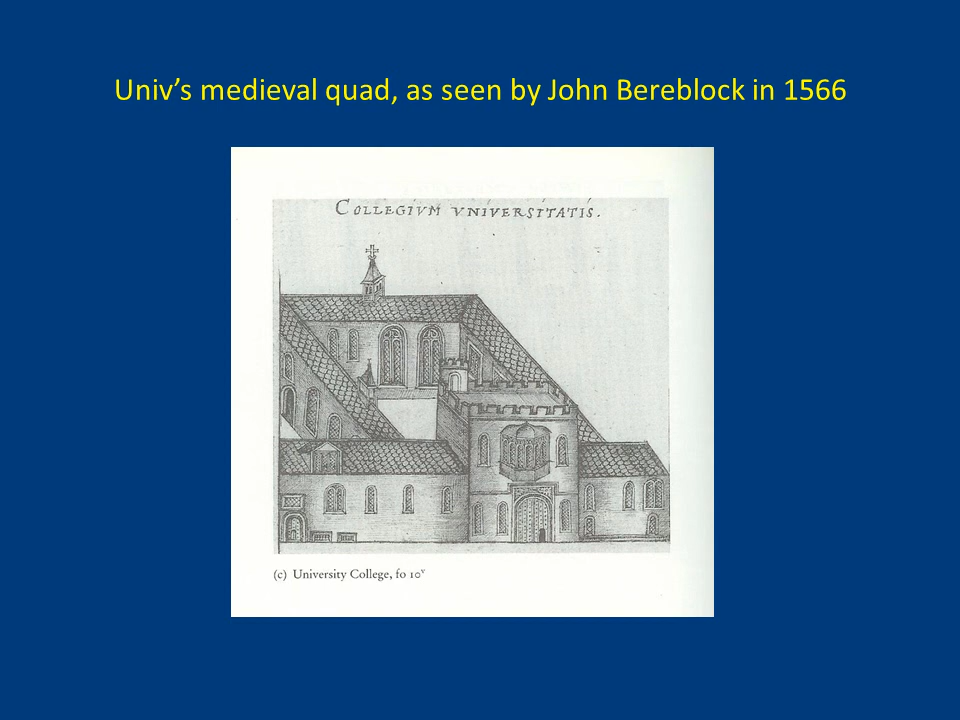 Univ’s medieval quad, as seen by John Bereblock in 1566
COLLEGIVM VNIVERSITATIS.
(c) University College, fo 10v